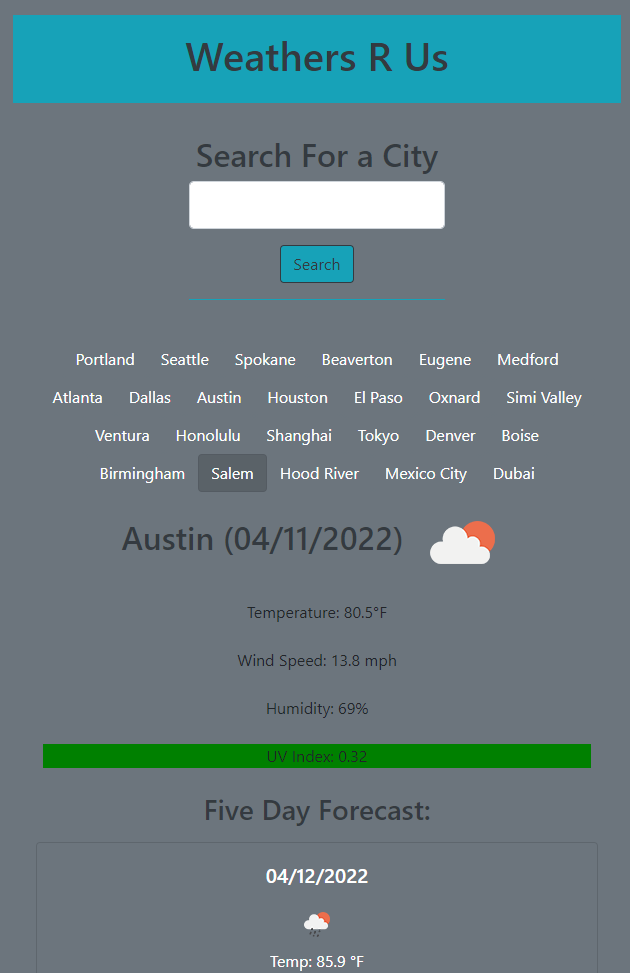 Weathers R Us
Search For a City
Search
Portland Seattle Spokane Beaverton Eugene Medford
Atlanta Dallas Austin Houston El Paso Oxnard Simi Valley
Ventura Honolulu Shanghai Tokyo Denver Boise
Birmingham Salem Hood River Mexico City Dubai
Austin (04/11/2022)
Temperature: 80.5°F
Wind Speed: 13.8 mph
Humidity: 69%
UV Index: 0.32
Five Day Forecast:
04/12/2022
Temp: 85.9 °F